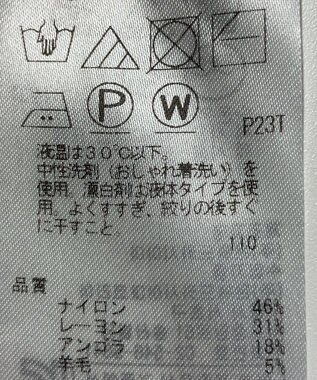 P W
P23T
液温は30℃以下。
中性洗剤（おしゃれ着洗い）を
使用。漂白剤は液体タイプを使
用。よくすすぎ、絞りの後すぐ
に干すこと。
110
品質
ナイロン 46%
レーヨン 31%
アンゴラ 18%
羊毛 5%